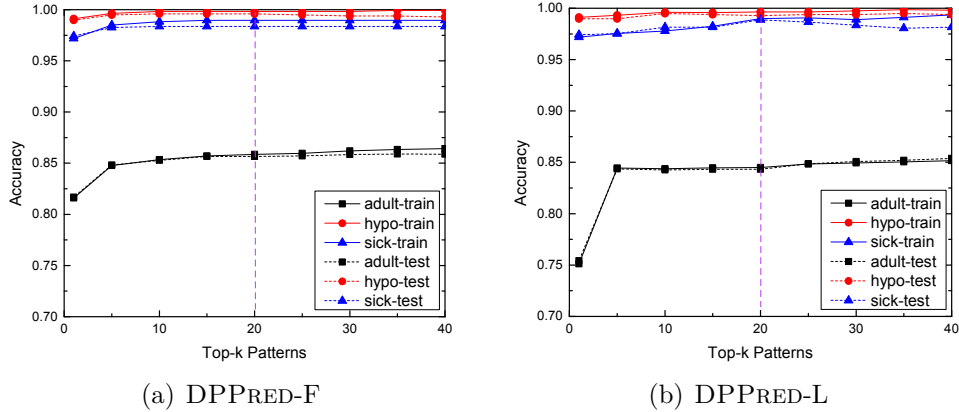 1.00
0.95
0.90
0.85
0.80
0.75
0.70
Accuracy
0 10 20 30 40
Top-k Patterns
adult-train
hypo-train
sick-train
adult-test
hypo-test
sick-test
(a) DPPRED-F
1.00
0.95
0.90
0.85
0.80
0.75
0.70
Accuracy
0 10 20 30 40
Top-k Patterns
adult-train
hypo-train
sick-train
adult-test
hypo-test
sick-test
(b) DPPRED-L